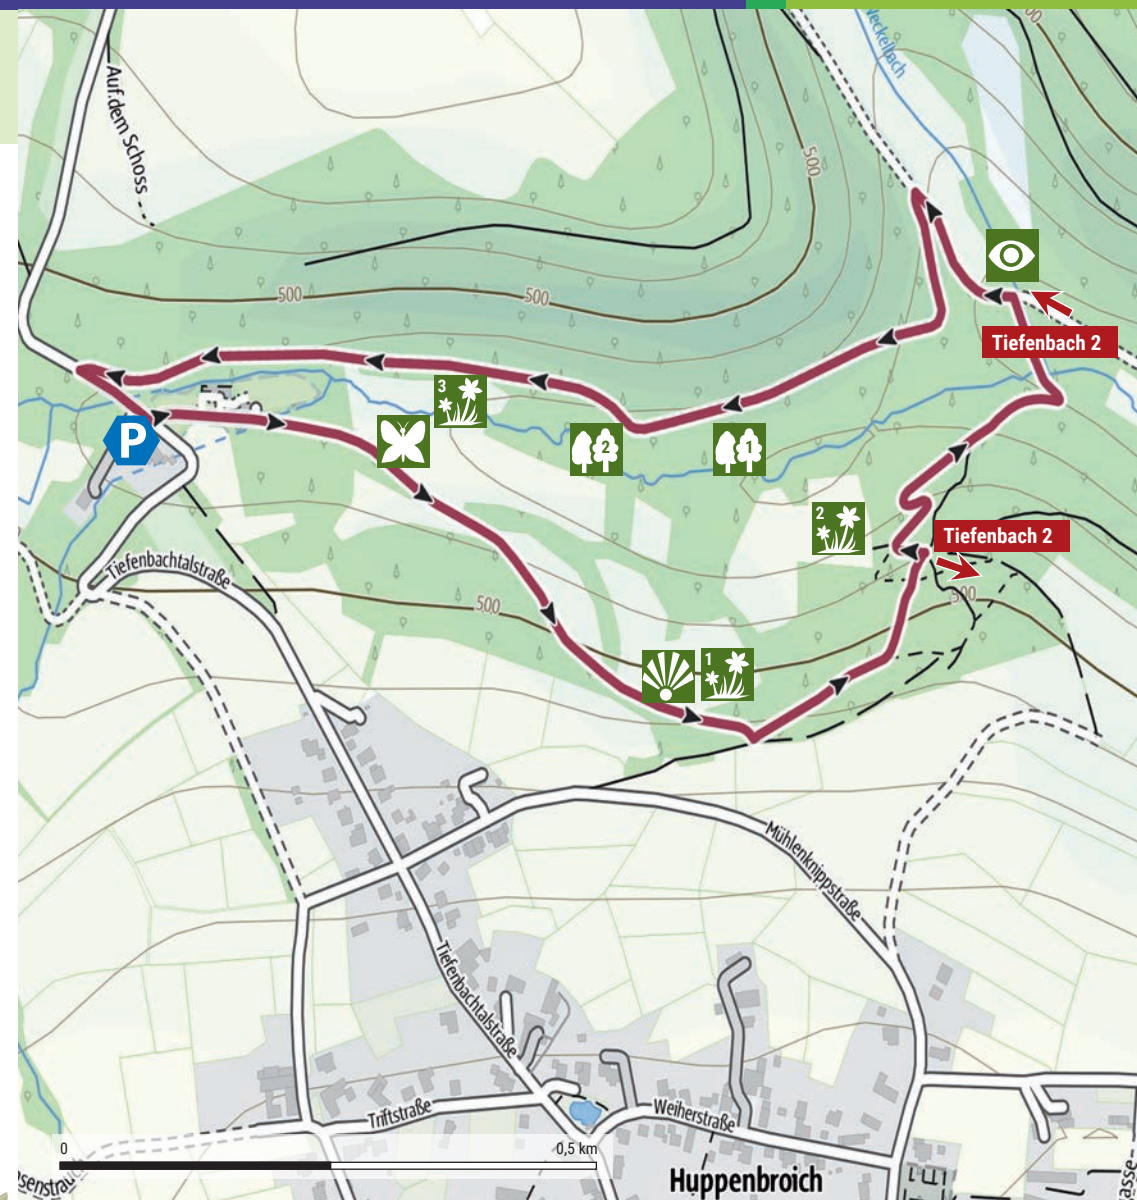 Auf dem Schoss
500
500
500
Tiefenbach 2
3
P
2
1
2
Tiefenbach 2
Tiefenbachtalstraße
500
500
1
Mühlenknippstraße
Tiefenbachtalstraße
Triftstraße
Weiherstraße
0
0,5 km
Huppenbroich